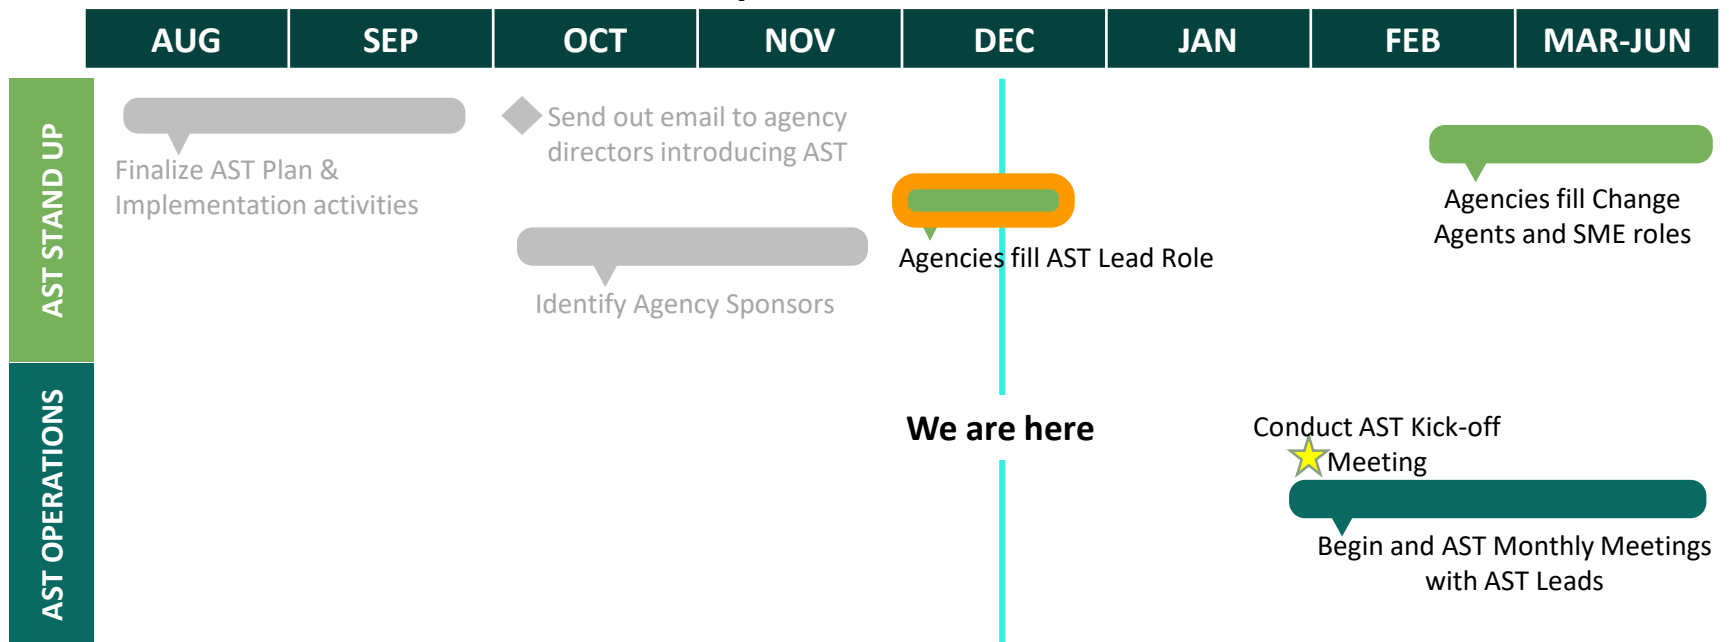 AUG SEP OCT NOV DEC JAN FEB MAR-JUN
AST STAND UP
Finalize AST Plan &
Implementation activities
Send out email to agency
directors introducing AST
Identify Agency Sponsors
Agencies fill AST Lead Role
Agencies fill Change
Agents and SME roles
AST OPERATIONS
We are here
Conduct AST Kick-off
Meeting
Begin and AST Monthly Meetings
with AST Leads